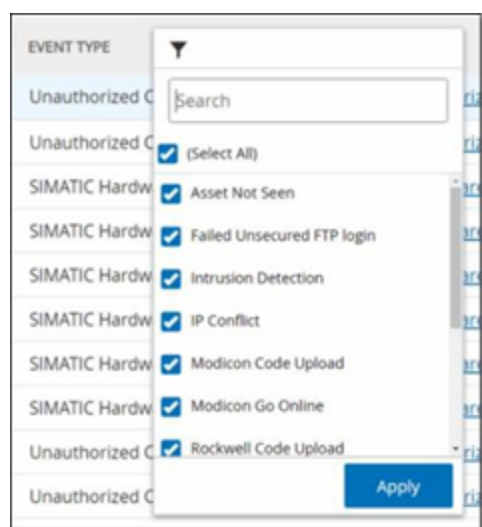 EVENT TYPE
Search
Unauthorized C
(Select All)
Unauthorized C
SIMATIC Hardw
Asset Not Seen
SIMATIC Hardw
Failed Unsecured FTP login
SIMATIC Hardw
Intrusion Detection
SIMATIC Hardw
IP Conflict
SIMATIC Hardw
Modicon Code Upload
SIMATIC Hardw
Modicon Go Online
Unauthorized C
Rockwell Code Upload
Unauthorized C
Apply